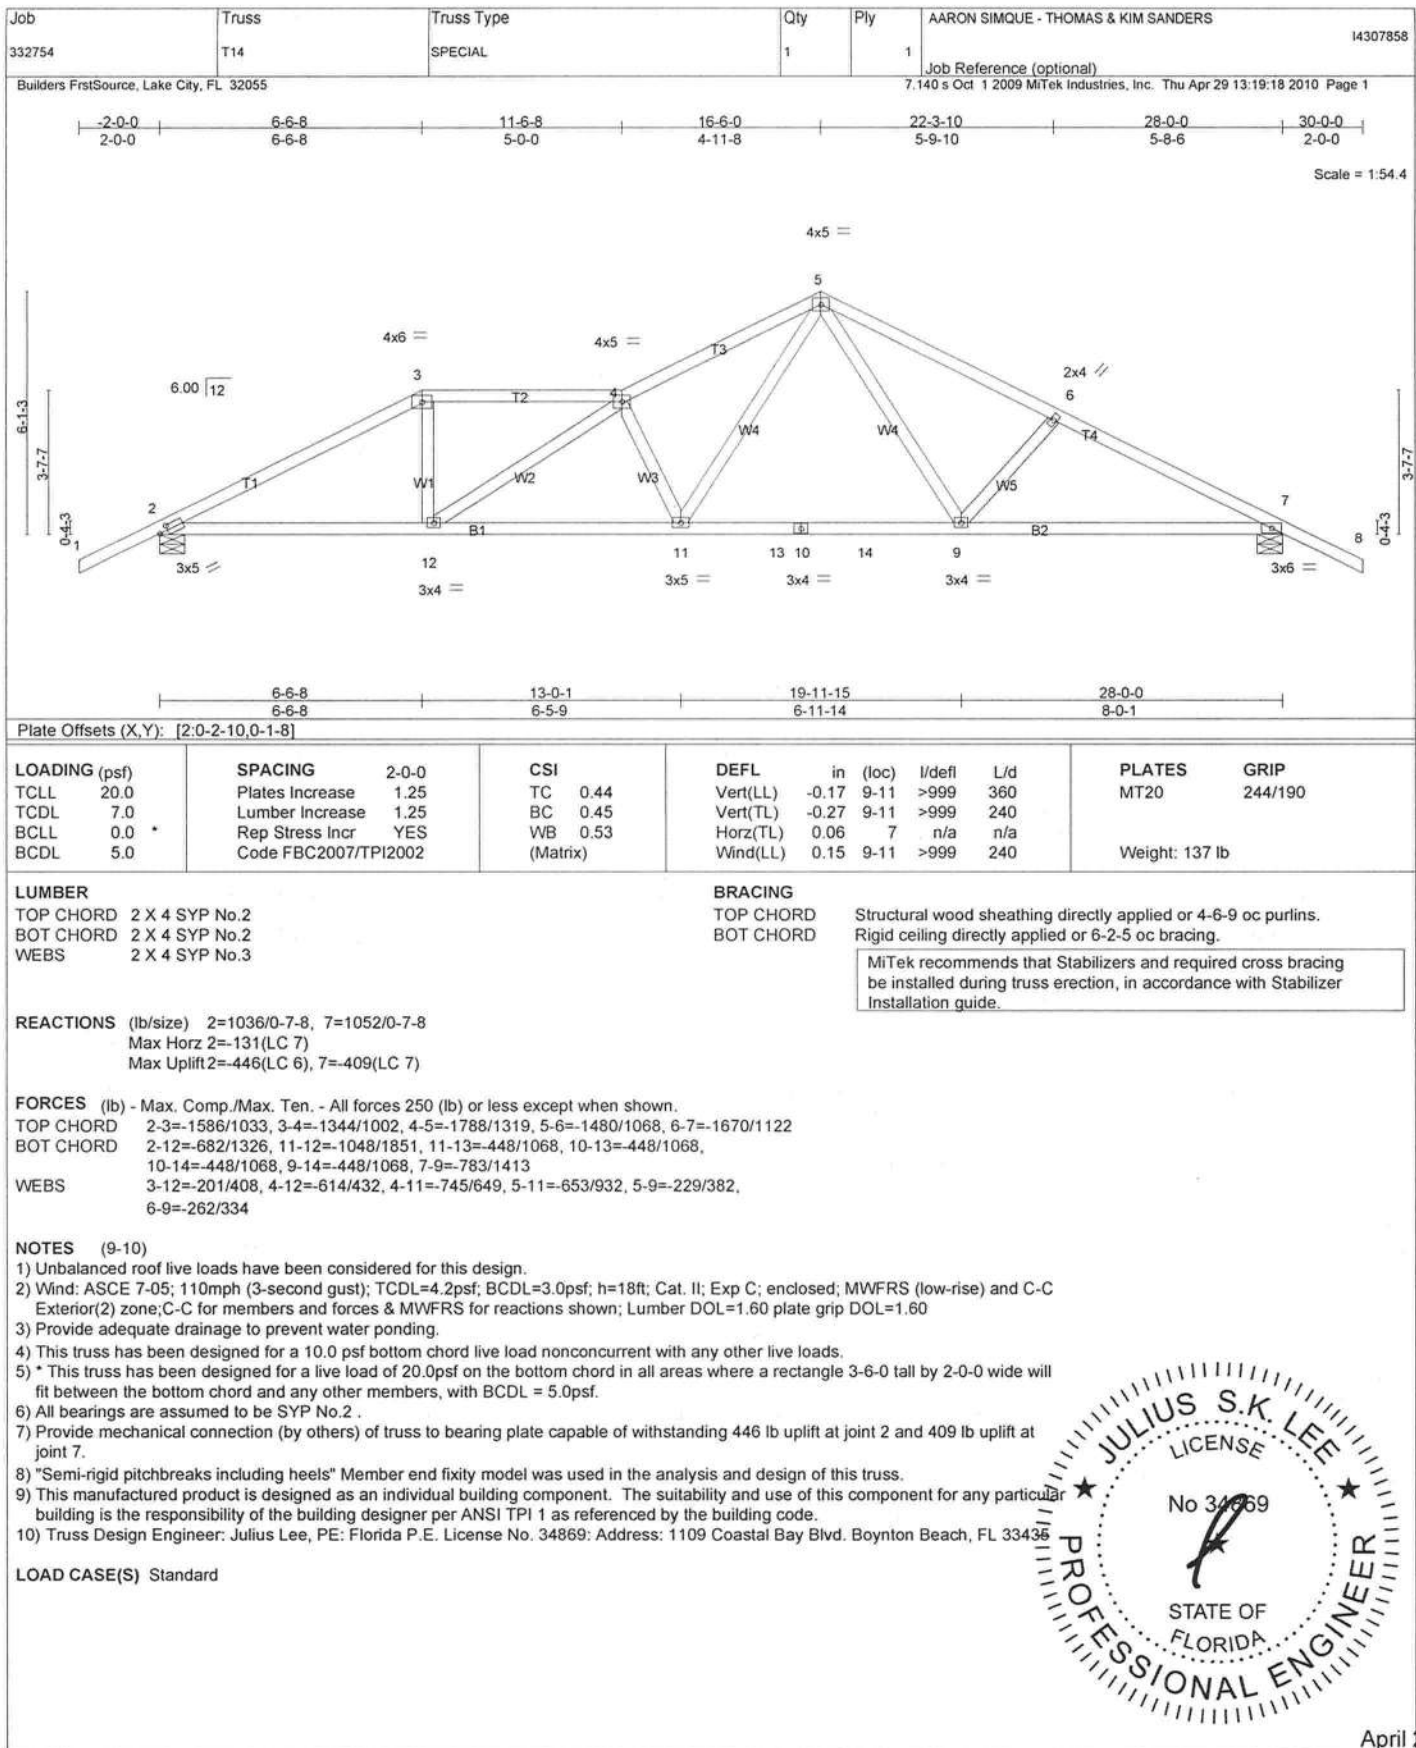 Job Truss Truss Type Qty Ply AARON SIMQUE - THOMAS & KIM SANDERS
I4307858
332754 T14 SPECIAL 1 1
Job Reference (optional)
Builders FrstSource, Lake City, FL 32055 7.140 s Oct 1 2009 MiTek Industries, Inc. Thu Apr 29 13:19:18 2010 Page 1
-2-0-0 6-6-8 11-6-8 16-6-0 22-3-10 28-0-0 30-0-0
2-0-0 6-6-8 5-0-0 4-11-8 5-9-10 5-8-6 2-0-0
Scale = 1:54.4
4x5 =
5
4x6 =
4x5 =
T3
2x4 //
6.00 12
3
4
6
T2
T4
6-1-3
3-7-7
3-7-7
W4
W4
T1
W1
W2
W3
W5
2
7
0-4-3
0-4-3
1
B1
B2
8
3x5 //
12
11
13 10
14
9
3x6 =
3x4 =
3x5 =
3x4 =
3x4 =
6-6-8 13-0-1 19-11-15 28-0-0
6-6-8 6-5-9 6-11-14 8-0-1
Plate Offsets (X,Y): [2:0-2-10,0-1-8]
LOADING (psf) SPACING 2-0-0 CSI DEFL in (loc) l/defl L/d PLATES GRIP
TCLL 20.0 Plates Increase 1.25 TC 0.44 Vert(LL) -0.17 9-11 >999 360 MT20 244/190
TCDL 7.0 Lumber Increase 1.25 BC 0.45 Vert(TL) -0.27 9-11 >999 240
BCLL 0.0 * Rep Stress Incr YES WB 0.53 Horz(TL) 0.06 7 n/a n/a
BCDL 5.0 Code FBC2007/TPI2002 (Matrix) Wind(LL) 0.15 9-11 >999 240 Weight: 137 lb
LUMBER
TOP CHORD 2 X 4 SYP No.2
BOT CHORD 2 X 4 SYP No.2
WEBS 2 X 4 SYP No.3
BRACING
TOP CHORD Structural wood sheathing directly applied or 4-6-9 oc purlins.
BOT CHORD Rigid ceiling directly applied or 6-2-5 oc bracing.
MiTek recommends that Stabilizers and required cross bracing
be installed during truss erection, in accordance with Stabilizer
Installation guide.
REACTIONS (lb/size) 2=1036/0-7-8, 7=1052/0-7-8
Max Horz 2=-131(LC 7)
Max Uplift 2=-446(LC 6), 7=-409(LC 7)
FORCES (lb) - Max. Comp./Max. Ten. - All forces 250 (lb) or less except when shown.
TOP CHORD 2-3=-1586/1033, 3-4=-1344/1002, 4-5=-1788/1319, 5-6=-1480/1068, 6-7=-1670/1122
BOT CHORD 2-12=-682/1326, 11-12=-1048/1851, 11-13=-448/1068, 10-13=-448/1068,
10-14=-448/1068, 9-14=-448/1068, 7-9=-783/1413
WEBS 3-12=-201/408, 4-12=-614/432, 4-11=-745/649, 5-11=-653/932, 5-9=-229/382,
6-9=-262/334
NOTES (9-10)
1) Unbalanced roof live loads have been considered for this design.
2) Wind: ASCE 7-05; 110mph (3-second gust); TCDL=4.2psf; BCDL=3.0psf; h=18ft; Cat. II; Exp C; enclosed; MWFRS (low-rise) and C-C
Exterior(2) zone;C-C for members and forces & MWFRS for reactions shown; Lumber DOL=1.60 plate grip DOL=1.60
3) Provide adequate drainage to prevent water ponding.
4) This truss has been designed for a 10.0 psf bottom chord live load nonconcurrent with any other live loads.
5) * This truss has been designed for a live load of 20.0psf on the bottom chord in all areas where a rectangle 3-6-0 tall by 2-0-0 wide will
fit between the bottom chord and any other members, with BCDL = 5.0psf.
6) All bearings are assumed to be SYP No.2 .
7) Provide mechanical connection (by others) of truss to bearing plate capable of withstanding 446 lb uplift at joint 2 and 409 lb uplift at
joint 7.
8) "Semi-rigid pitchbreaks including heels" Member end fixity model was used in the analysis and design of this truss.
9) This manufactured product is designed as an individual building component. The suitability and use of this component for any particular
building is the responsibility of the building designer per ANSI TPI 1 as referenced by the building code.
10) Truss Design Engineer: Julius Lee, PE: Florida P.E. License No. 34869: Address: 1109 Coastal Bay Blvd. Boynton Beach, FL 33435
LOAD CASE(S) Standard
JULIUS S.K. LEE
LICENSE
No 34869
STATE OF
FLORIDA
PROFESSIONAL ENGINEER
April